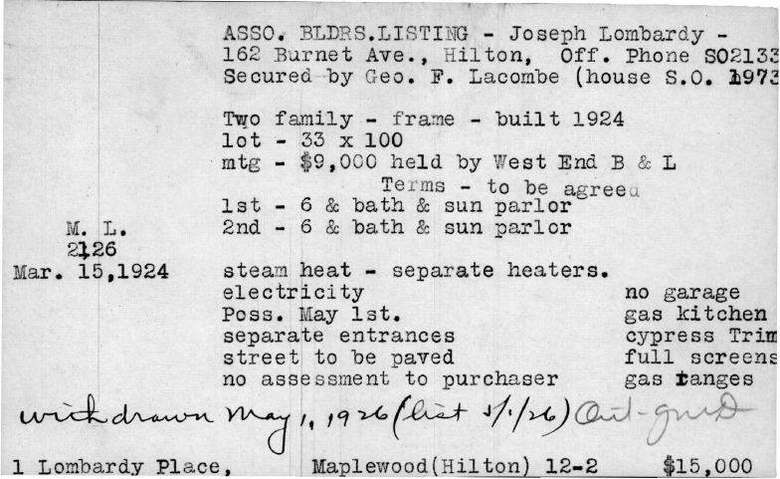 ASSO. BLDRS.LISTING - Joseph Lombardy -
162 Burnet Ave., Hilton, Off. Phone SO2133
Secured by Geo. F. Lacombe (house S.O. 1973
Two family - frame - built 1924
lot - 33 x 100
mtg - $9,000 held by West End B & L
Terms - to be agreed
1st - 6 & bath & sun parlor
M. L. 2nd - 6 & bath & sun parlor
2126
Mar. 15,1924 steam heat - separate heaters.
electricity no garage
Poss. May 1st. gas kitchen
separate entrances cypress Trim
street to be paved full screens
no assessment to purchaser gas ranges
withdrawn May 1, 1926 (list 5/1/26)
1 Lombardy Place, Maplewood(Hilton) 12-2 $15,000